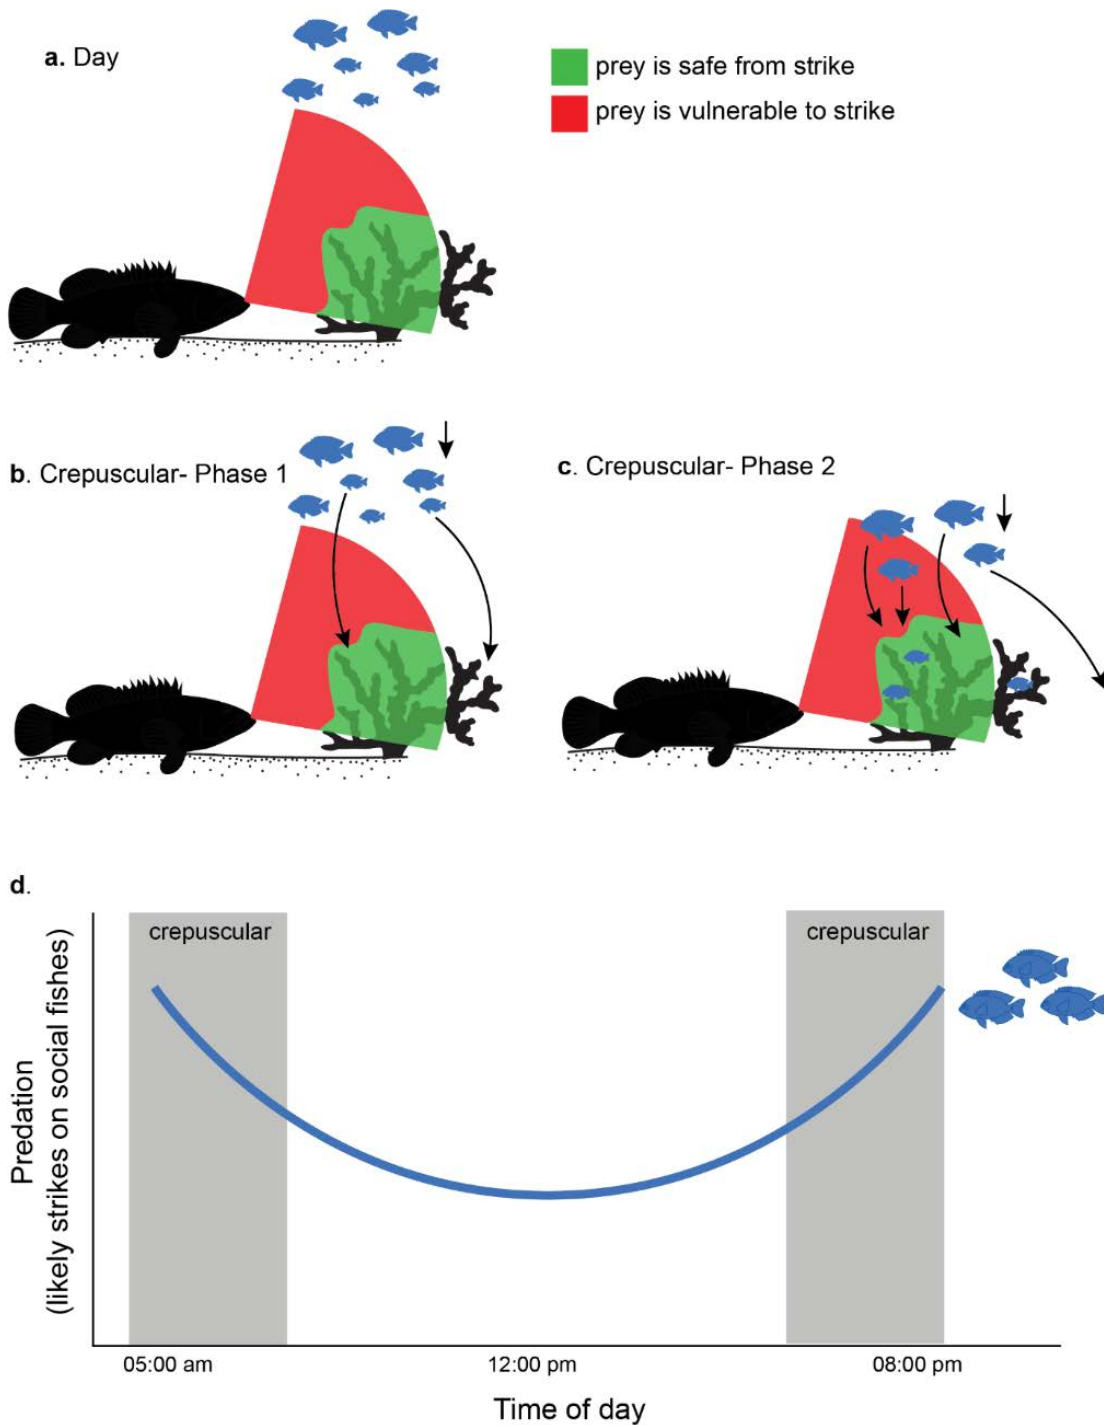 a. Day
prey is safe from strike
prey is vulnerable to strike
b. Crepuscular- Phase 1
c. Crepuscular- Phase 2
d.
crepuscular
crepuscular
Predation
(likely strikes on social fishes)
05:00 am
12:00 pm
08:00 pm
Time of day